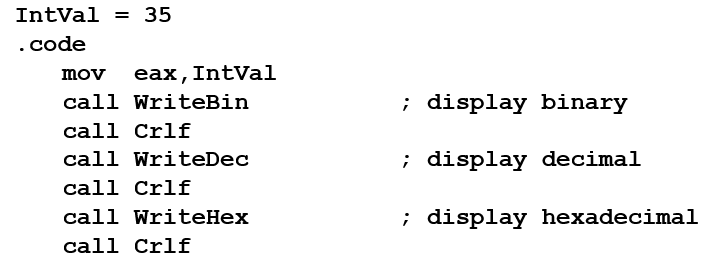 IntVal = 35
.code
mov eax,IntVal
call WriteBin ; display binary
call Crlf
call WriteDec ; display decimal
call Crlf
call WriteHex ; display hexadecimal
call Crlf